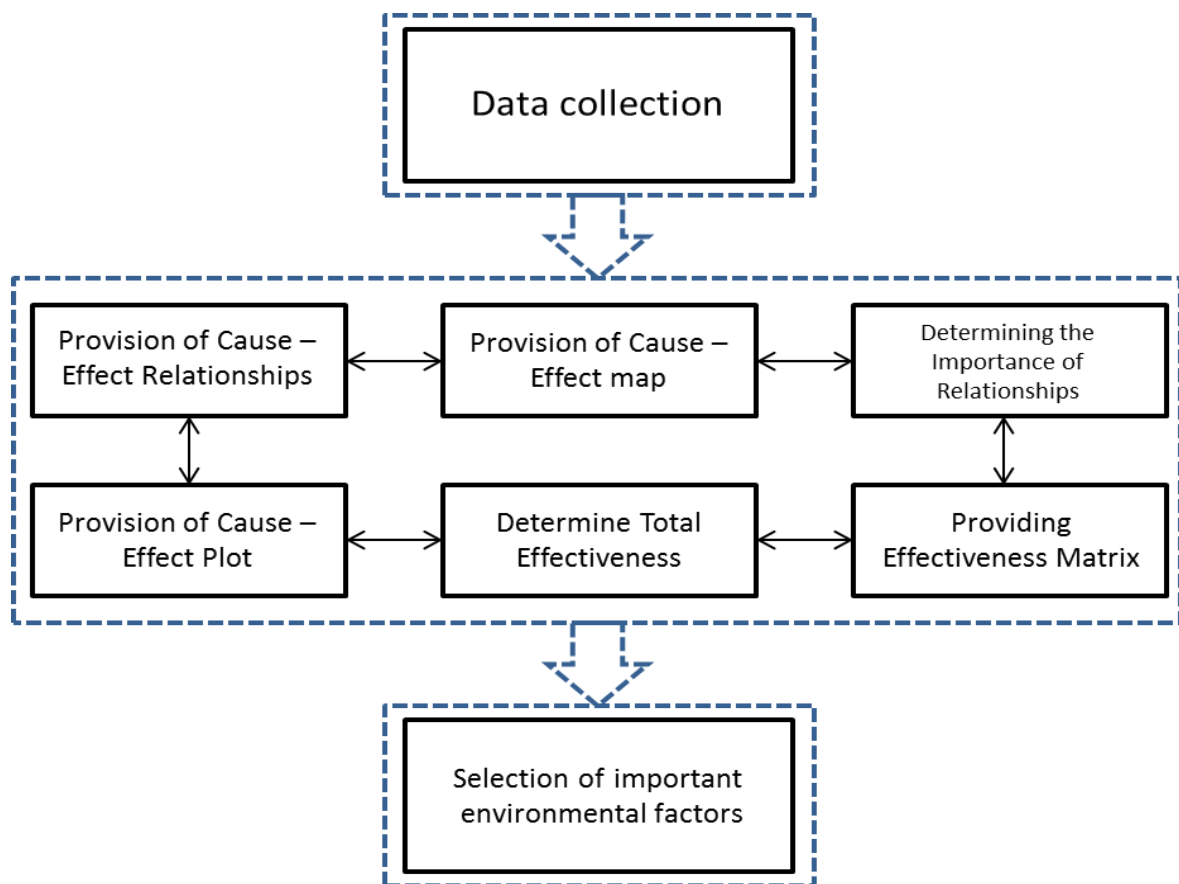 Data collection
Provision of Cause –
Effect Relationships
Provision of Cause –
Effect map
Determining the
Importance of
Relationships
Provision of Cause –
Effect Plot
Determine Total
Effectiveness
Providing
Effectiveness Matrix
Selection of important
environmental factors